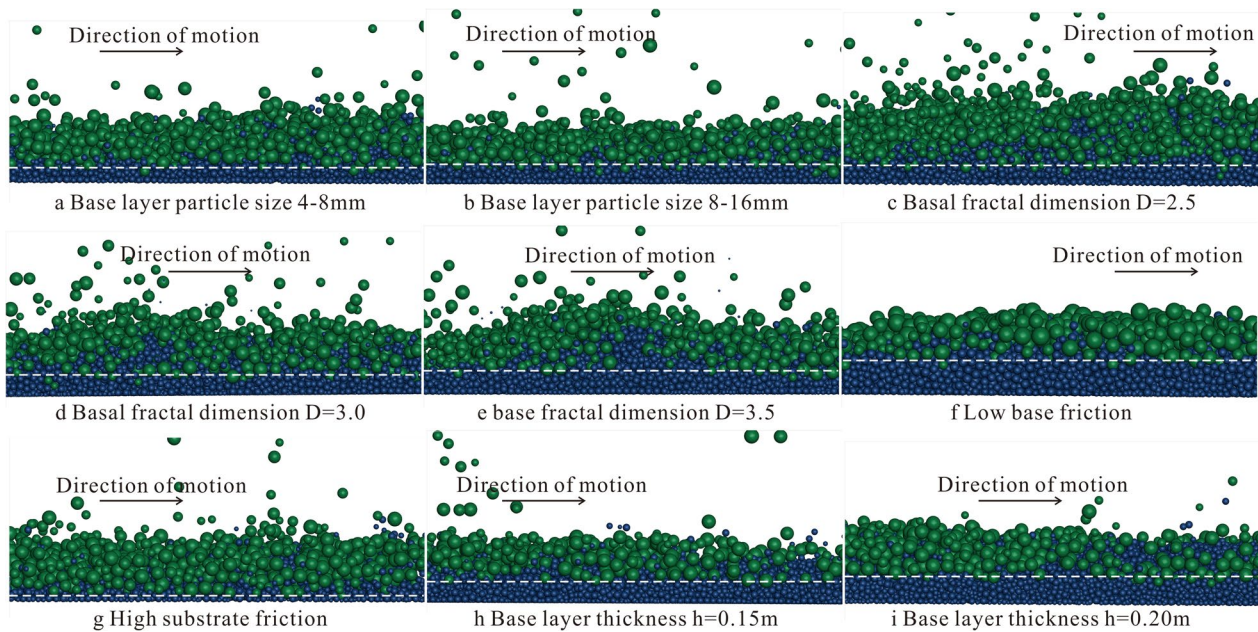 Direction of motion
Direction of motion
Direction of motion
a Base layer particle size 4-8mm
b Base layer particle size 8-16mm
c Basal fractal dimension D=2.5
Direction of motion
Direction of motion
Direction of motion
d Basal fractal dimension D=3.0
e base fractal dimension D=3.5
f Low base friction
Direction of motion
Direction of motion
Direction of motion
g High substrate friction
h Base layer thickness h=0.15m
i Base layer thickness h=0.20m